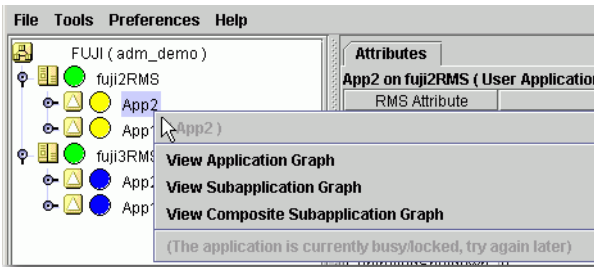 File Tools Preferences Help
FUJI ( adm_demo )
fuji2RMS
App2
App1
fuji3RMS
App2
App1
Attributes
App2 on fuji2RMS ( User Applicatio
RMS Attribute
App2 )
View Application Graph
View Subapplication Graph
View Composite Subapplication Graph
(The application is currently busy/locked, try again later)